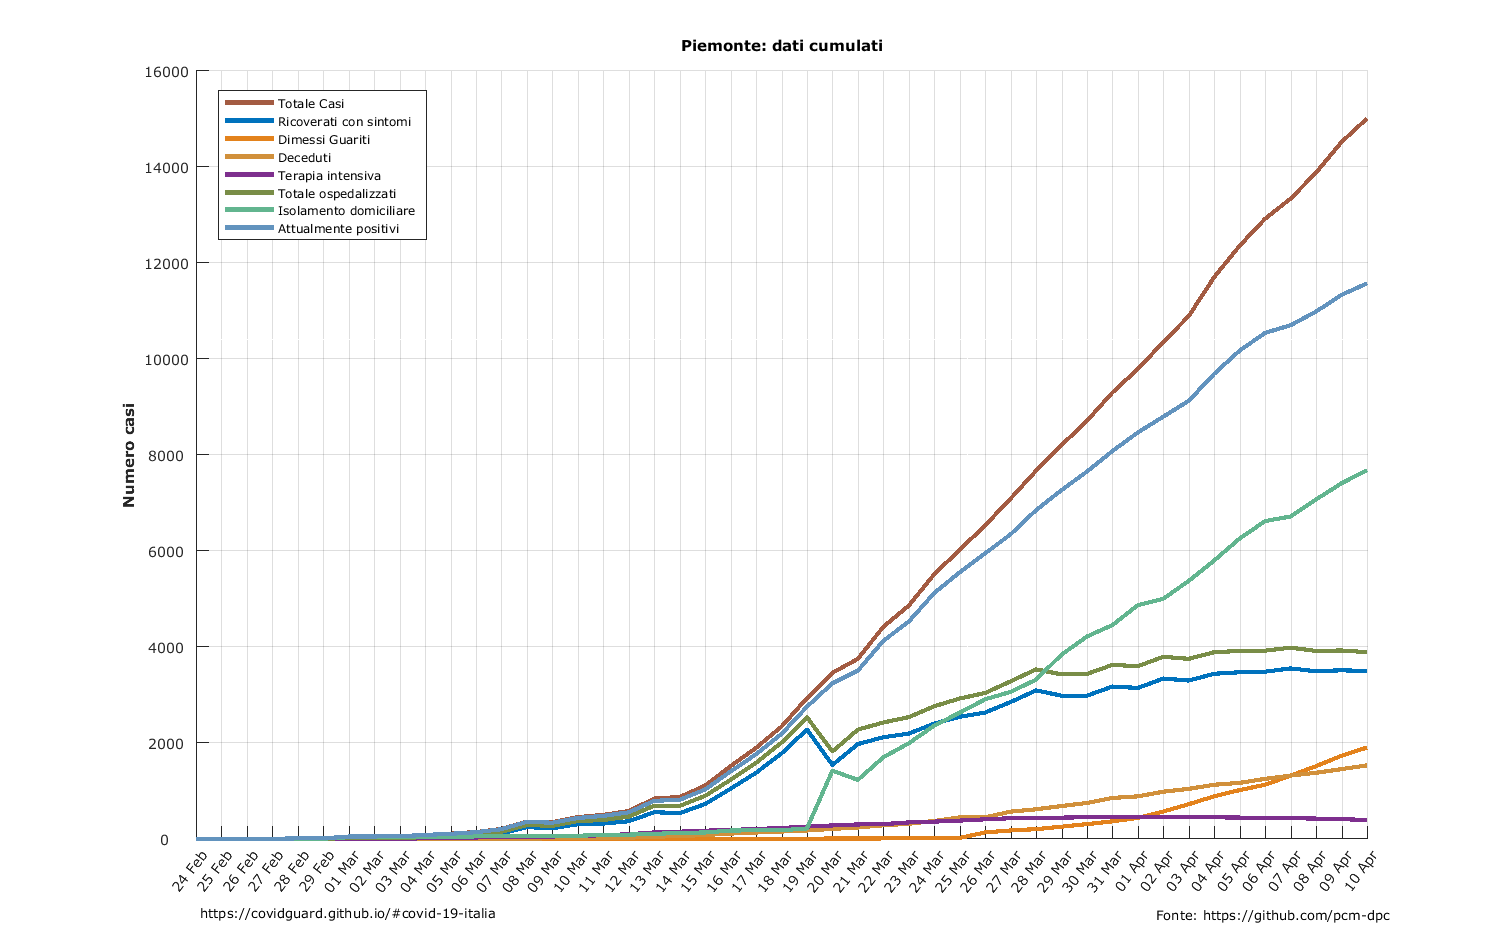 Piemonte: dati cumulati
16000
14000
12000
10000
8000
6000
4000
2000
0
Numero casi
Totale Casi
Ricoverati con sintomi
Dimessi Guariti
Deceduti
Terapia intensiva
Totale ospedalizzati
Isolamento domiciliare
Attualmente positivi
24 Feb
25 Feb
26 Feb
27 Feb
28 Feb
29 Feb
01 Mar
02 Mar
03 Mar
04 Mar
05 Mar
06 Mar
07 Mar
08 Mar
09 Mar
10 Mar
11 Mar
12 Mar
13 Mar
14 Mar
15 Mar
16 Mar
17 Mar
18 Mar
19 Mar
20 Mar
21 Mar
22 Mar
23 Mar
24 Mar
25 Mar
26 Mar
27 Mar
28 Mar
29 Mar
30 Mar
31 Mar
01 Apr
02 Apr
03 Apr
04 Apr
05 Apr
06 Apr
07 Apr
08 Apr
09 Apr
10 Apr
https://covidguard.github.io/#covid-19-italia
Fonte: https://github.com/pcm-dpc